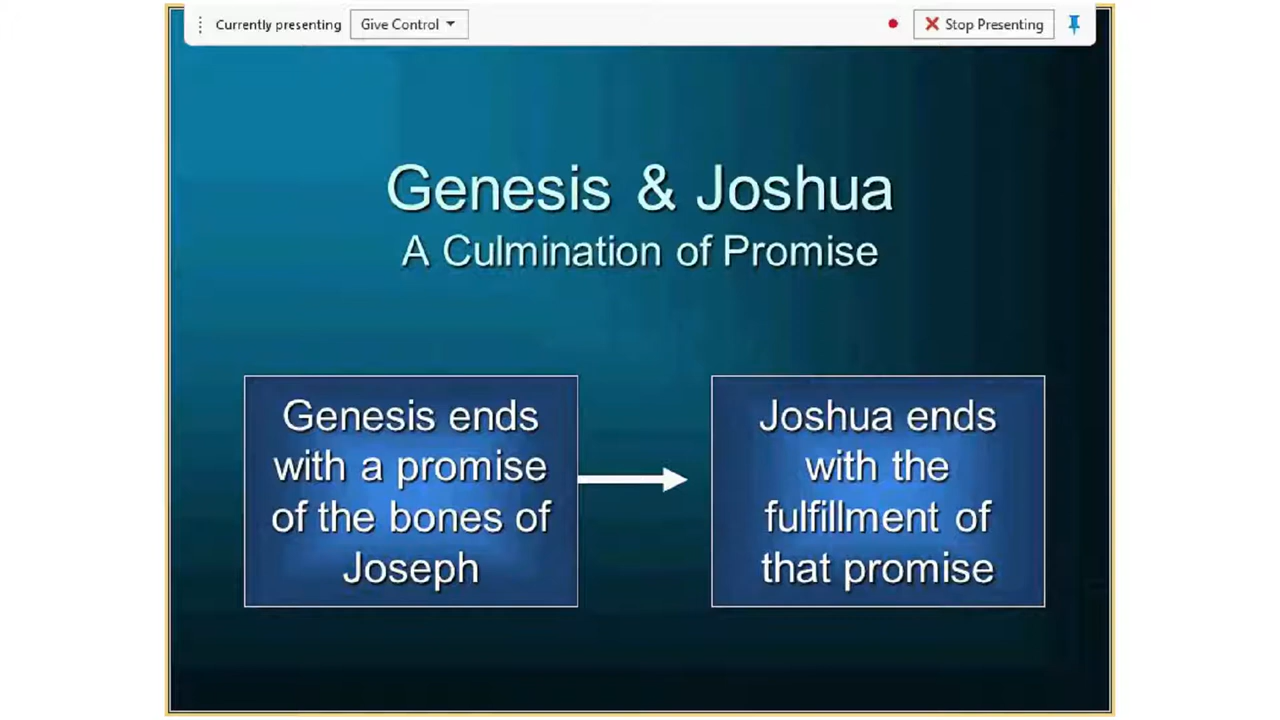 Currently presenting Give Control Stop Presenting
Genesis & Joshua
A Culmination of Promise
Genesis ends
with a promise
of the bones of
Joseph
Joshua ends
with the
fulfillment of
that promise